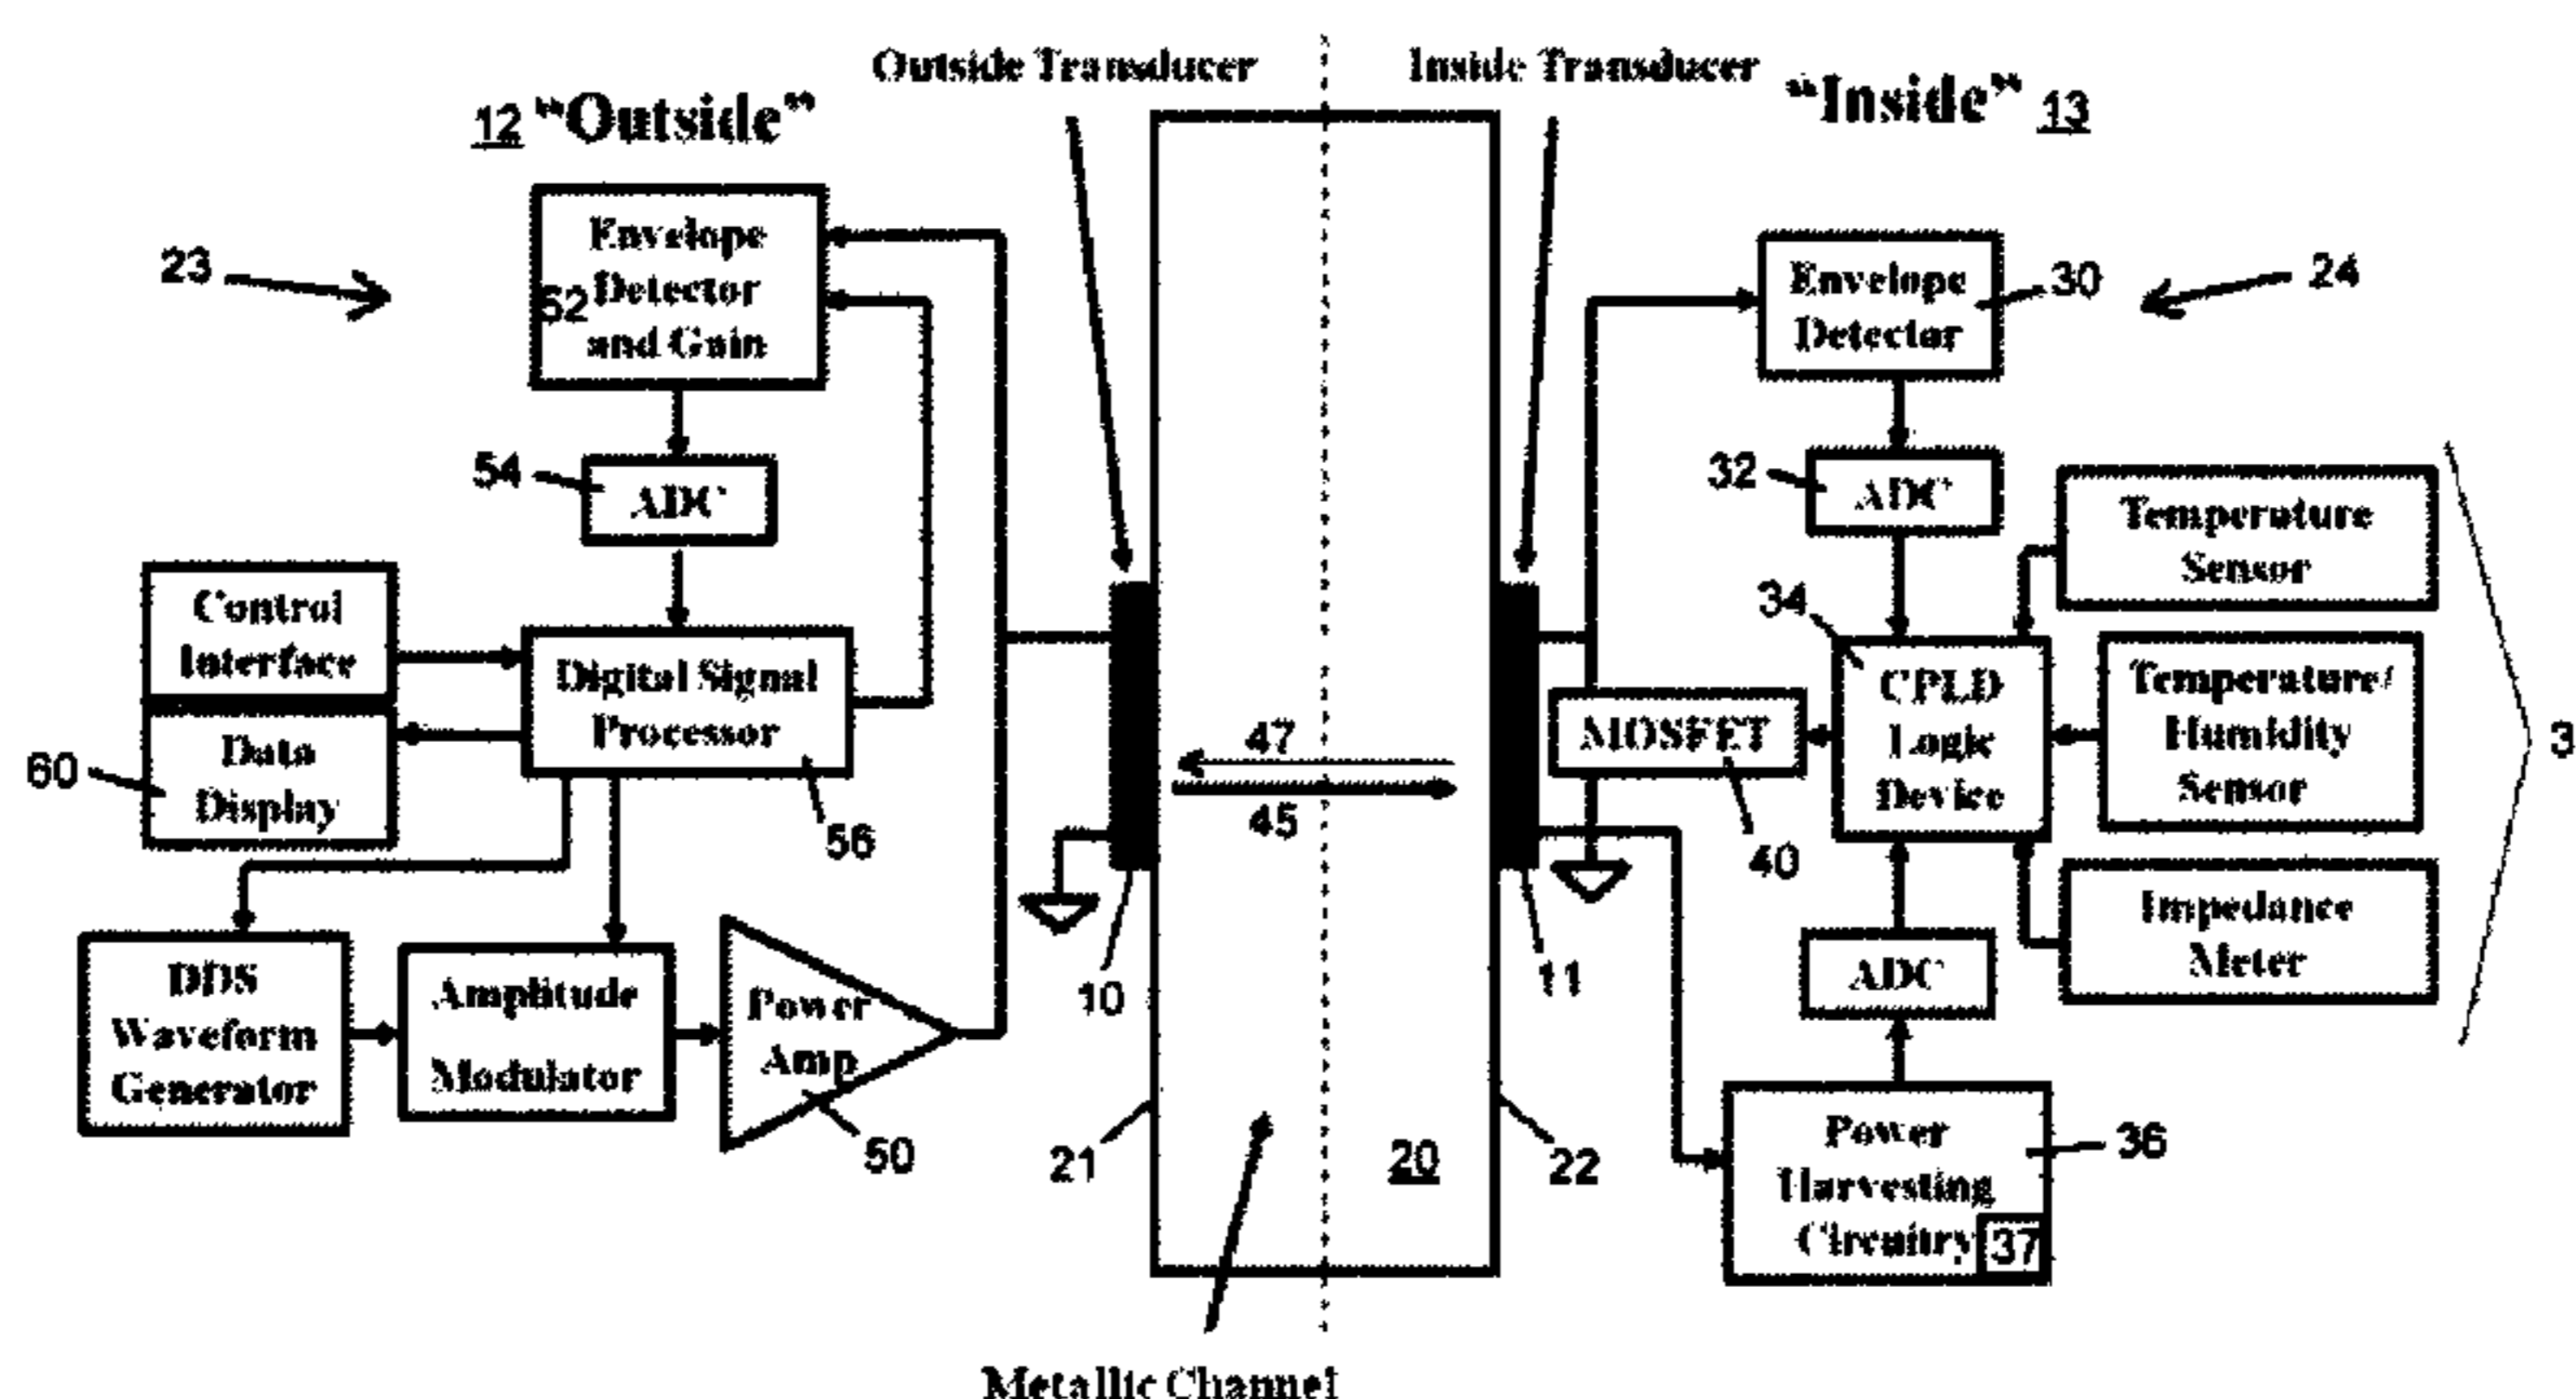 Outside Transducer
Inside Transducer
12 "Outside"
"Inside" 13
23
Envelope
Detector
and Gain
52
Envelope
Detector
30
24
54
ADC
32
ADC
Temperature
Sensor
Control
Interface
34
Digital Signal
Processor
CPLD
Logic
Device
Temperature/
Humidity
Sensor
3
47
MOSFET
60
Data
Display
45
56
40
Impedance
Meter
DDS
Waveform
Generator
Amplitude
Modulator
Power
Amp
10
11
ADC
50
21
20
22
Power
Harvesting
Circuitry
36
37
Metallic Channel